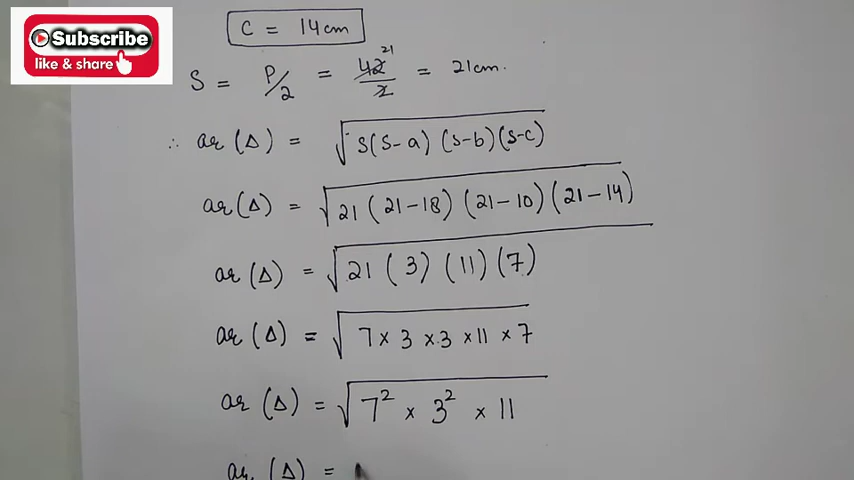 Subscribe
like & share
C = 14cm
S = P/2 = 42/2 21 = 21cm.
∴ ar (Δ) = √S(S-a) (s-b)(s-c)
ar (Δ) = √21 (21-18) (21-10) (21-14)
ar (Δ) = √21 (3) (11) (7)
ar (Δ) = √7 × 3 × 3 × 11 × 7
ar (Δ) = √7² × 3² × 11
ar (Δ) =